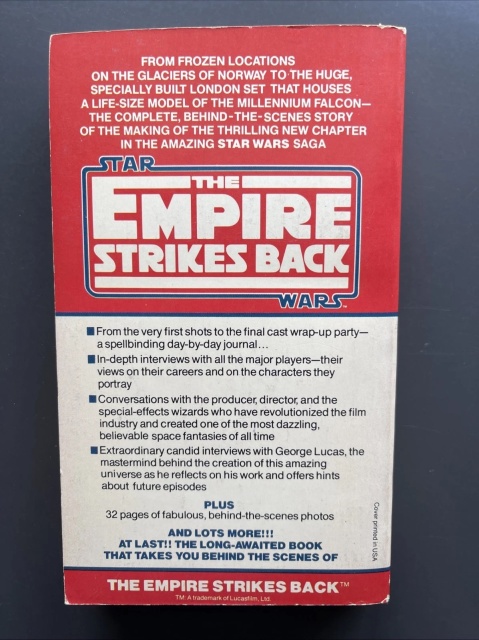 FROM FROZEN LOCATIONS
ON THE GLACIERS OF NORWAY TO THE HUGE,
SPECIALLY BUILT LONDON SET THAT HOUSES
A LIFE-SIZE MODEL OF THE MILLENNIUM FALCON—
THE COMPLETE, BEHIND-THE-SCENES STORY
OF THE MAKING OF THE THRILLING NEW CHAPTER
IN THE AMAZING STAR WARS SAGA
STAR
THE
EMPIRE
STRIKES BACK
WARS™
■ From the very first shots to the final cast wrap-up party—
a spellbinding day-by-day journal...
■ In-depth interviews with all the major players—their
views on their careers and on the characters they
portray
■ Conversations with the producer, director, and the
special-effects wizards who have revolutionized the film
industry and created one of the most dazzling,
believable space fantasies of all time
■ Extraordinary candid interviews with George Lucas, the
mastermind behind the creation of this amazing
universe as he reflects on his work and offers hints
about future episodes
PLUS
32 pages of fabulous, behind-the-scenes photos
AND LOTS MORE!!!
AT LAST!! THE LONG-AWAITED BOOK
THAT TAKES YOU BEHIND THE SCENES OF
Cover printed in USA
THE EMPIRE STRIKES BACK™
TM: A trademark of Lucasfilm, Ltd.